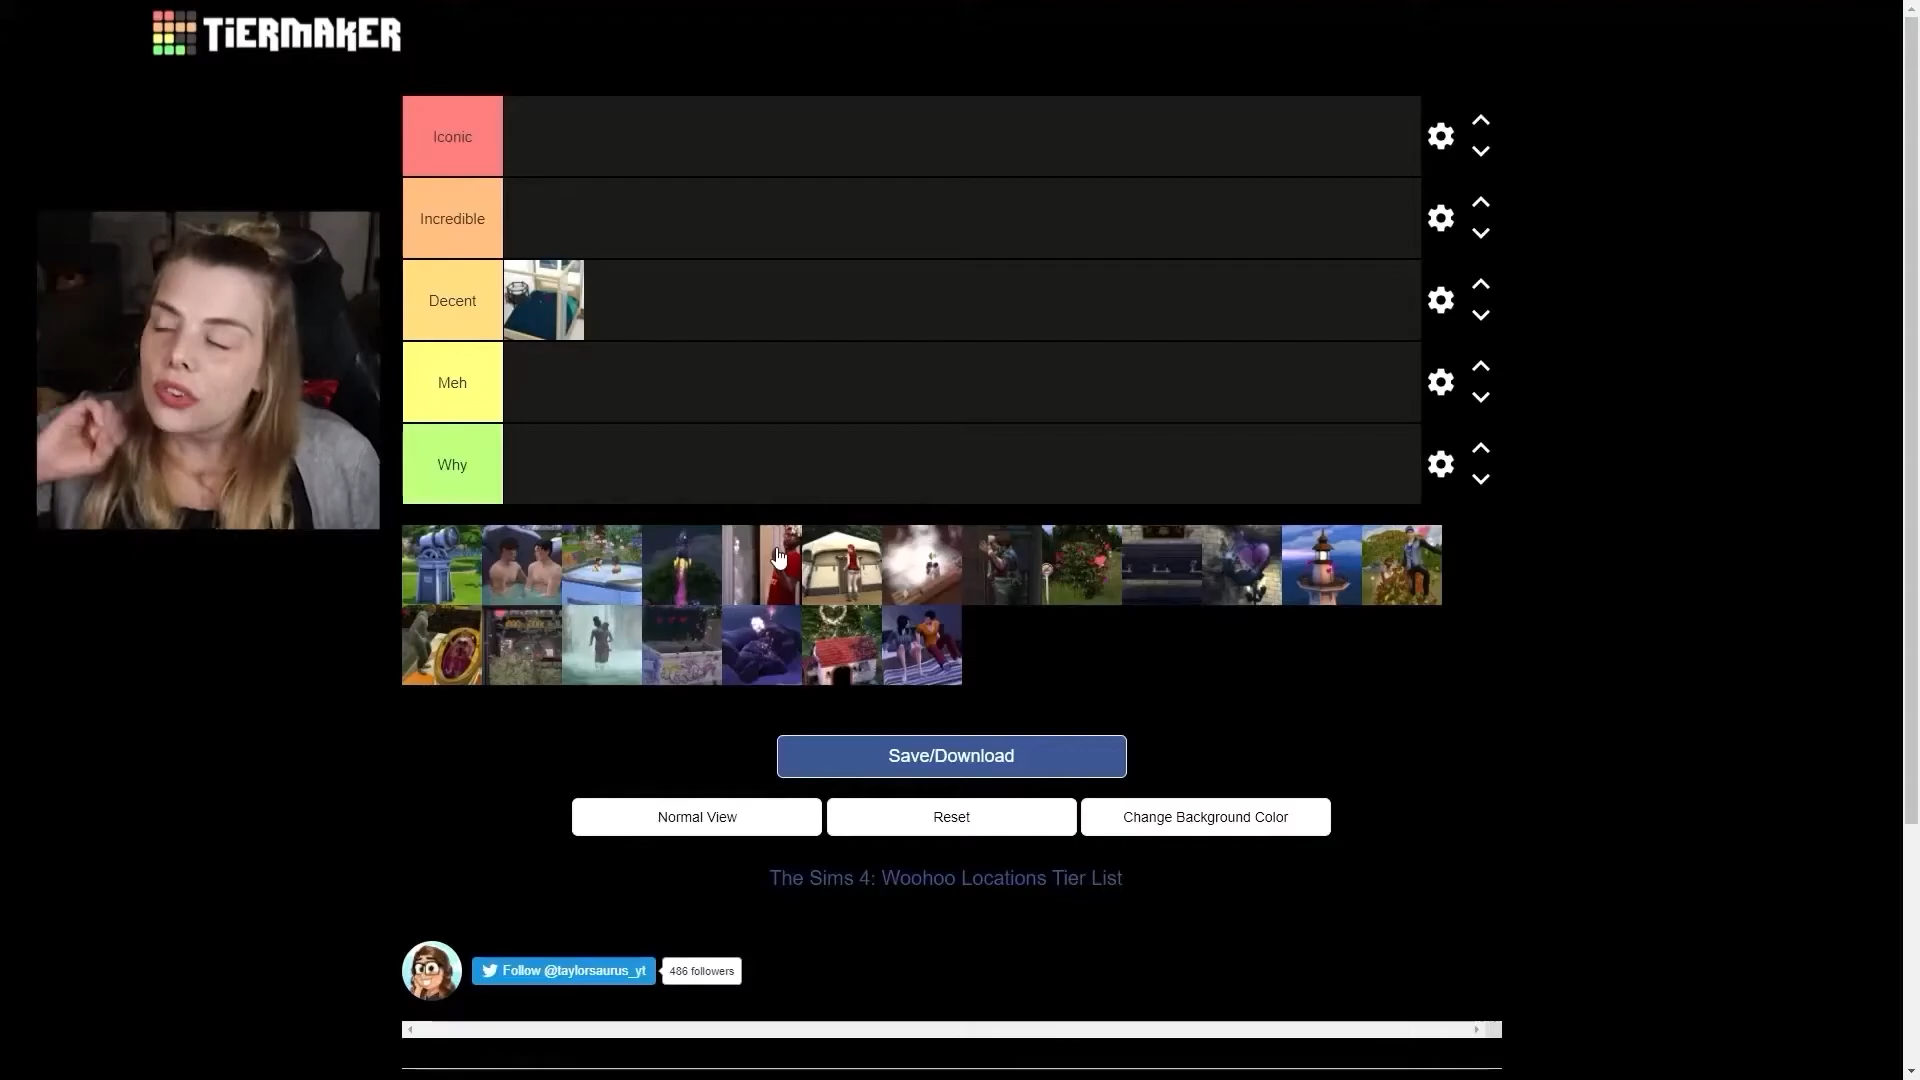 TiERMAKER
Iconic
Incredible
Decent
Meh
Why
Save/Download
Normal View
Reset
Change Background Color
The Sims 4: Woohoo Locations Tier List
Follow @taylorsaurus_yt
486 followers